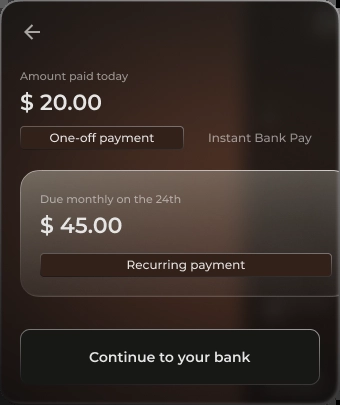 Amount paid today
$ 20.00
One-off payment Instant Bank Pay
Due monthly on the 24th
$ 45.00
Recurring payment
Continue to your bank